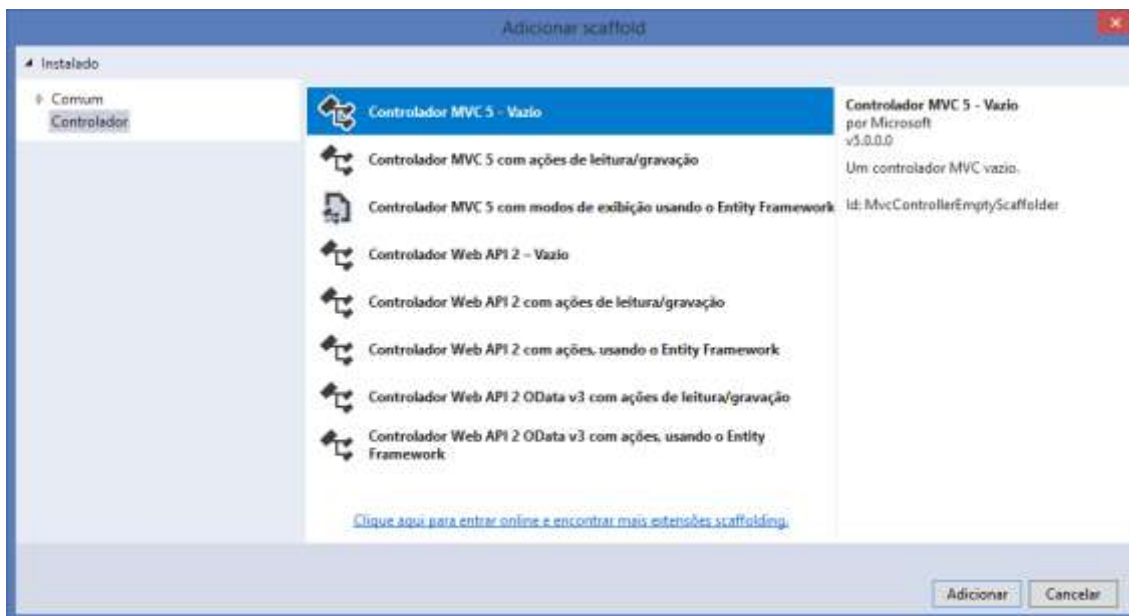 Adicionar scaffold
Instalado
Comum
Controlador
Controlador MVC 5 - Vazio
Controlador MVC 5 com ações de leitura/gravação
Controlador MVC 5 com modos de exibição usando o Entity Framework
Controlador Web API 2 – Vazio
Controlador Web API 2 com ações de leitura/gravação
Controlador Web API 2 com ações, usando o Entity Framework
Controlador Web API 2 OData v3 com ações de leitura/gravação
Controlador Web API 2 OData v3 com ações, usando o Entity
Framework
Clique aqui para entrar online e encontrar mais extensões scaffolding.
Controlador MVC 5 - Vazio
por Microsoft
v5.0.0.0
Um controlador MVC vazio.
Id: MvcControllerEmptyScaffolder
Adicionar
Cancelar